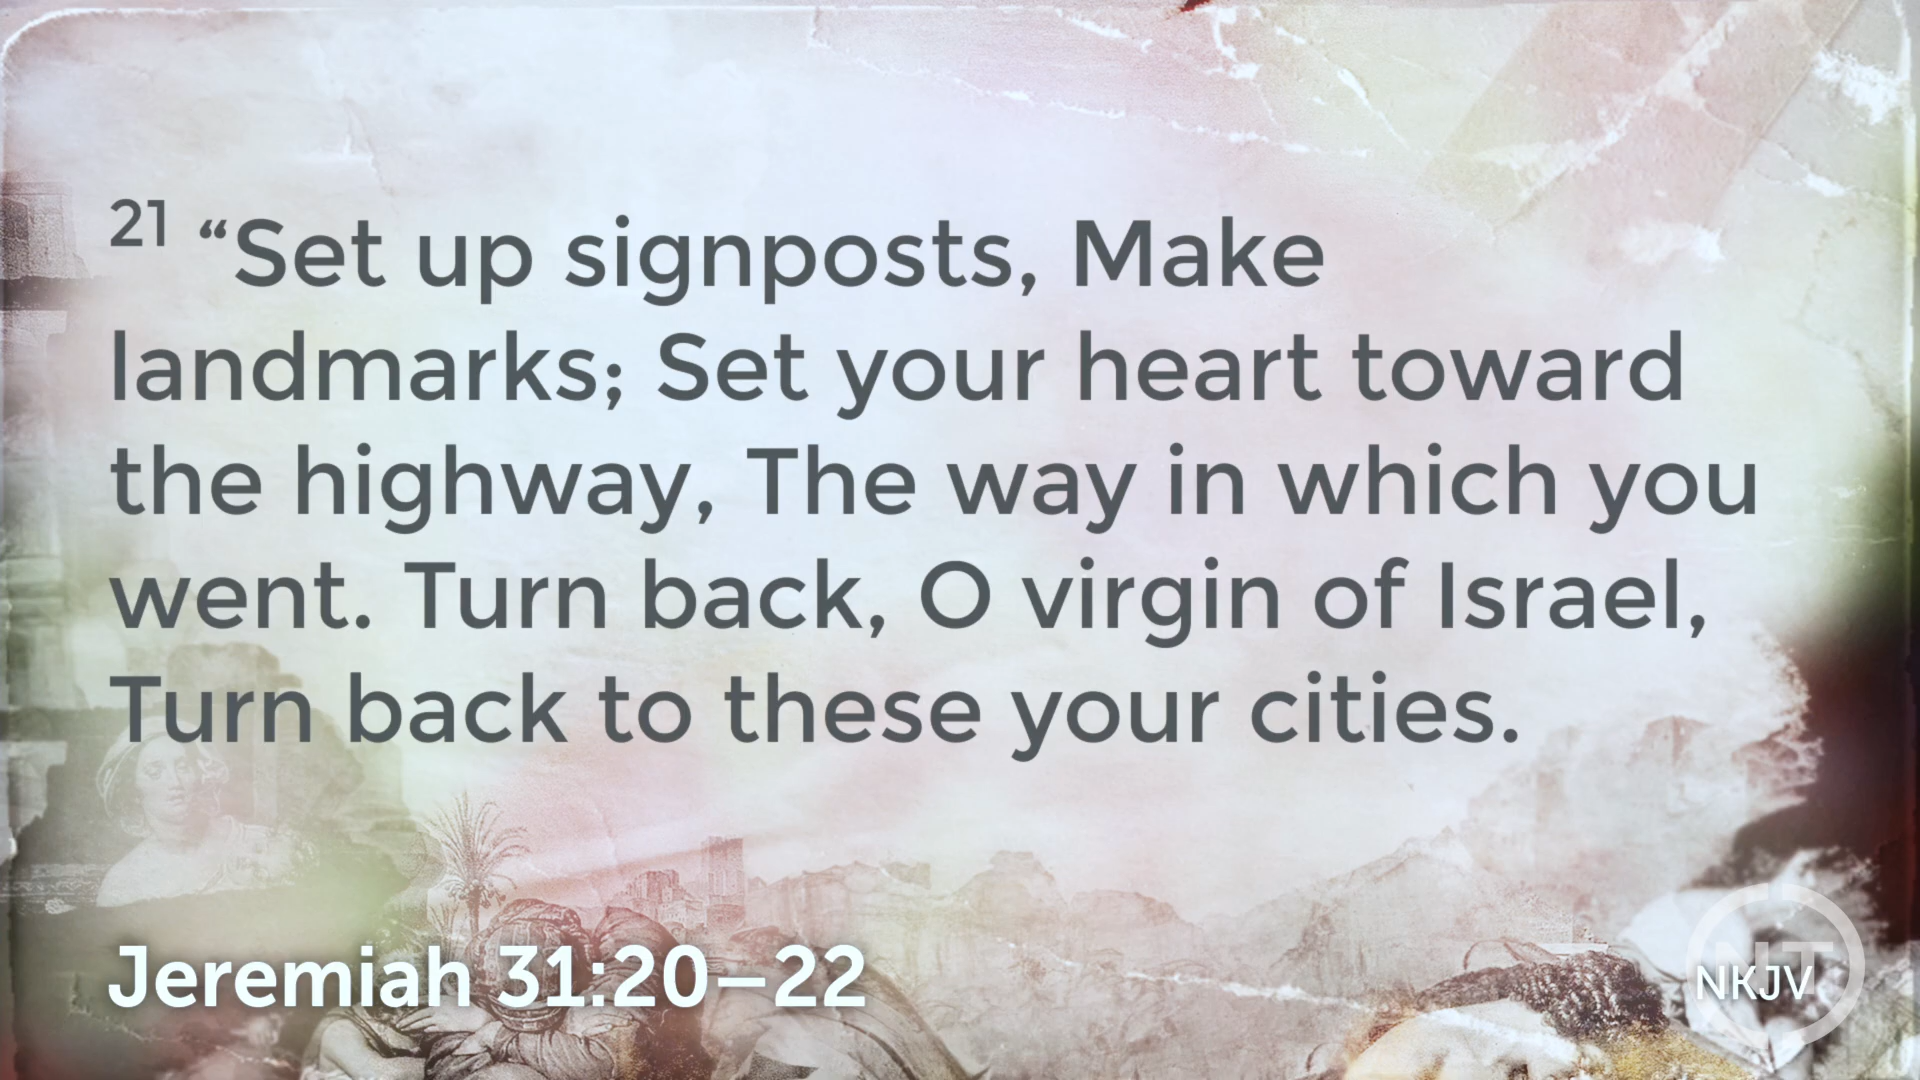 21 “Set up signposts, Make
landmarks; Set your heart toward
the highway, The way in which you
went. Turn back, O virgin of Israel,
Turn back to these your cities.
Jeremiah 31:20–22
NT
NKJV